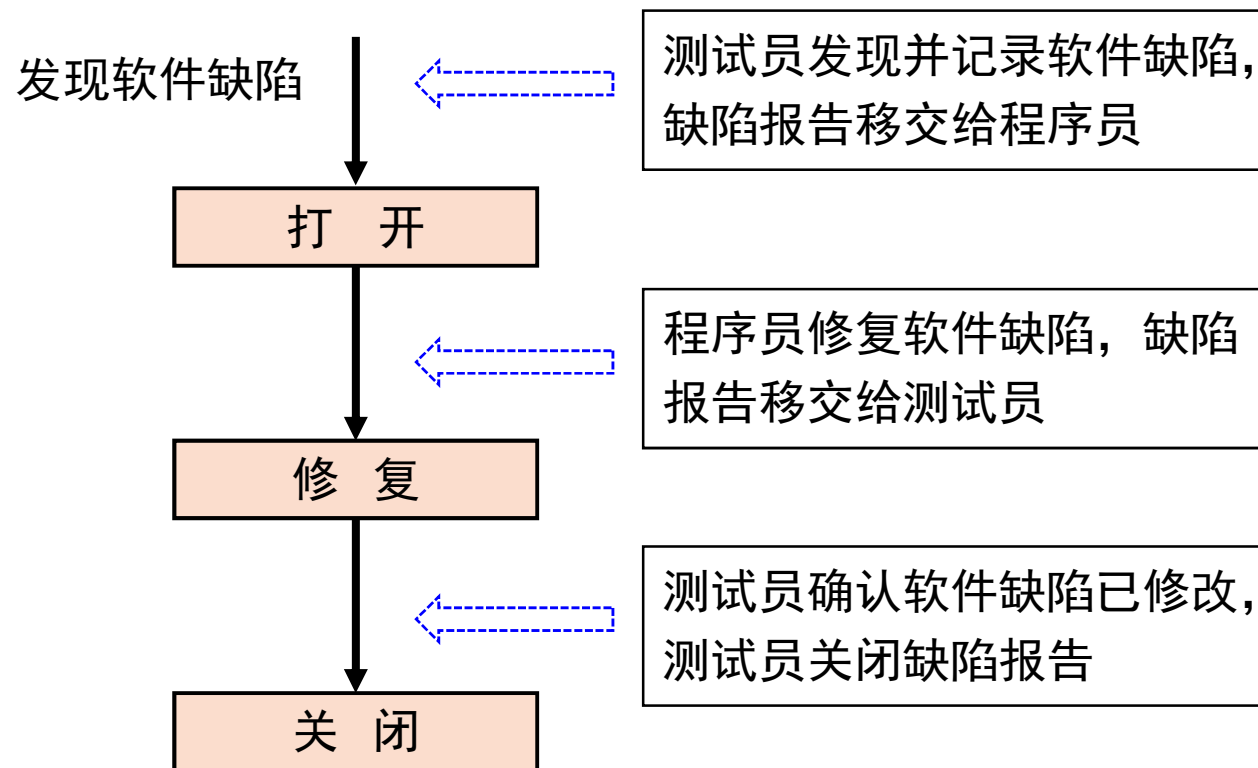 发现软件缺陷
测试员发现并记录软件缺陷，
缺陷报告移交给程序员
打 开
程序员修复软件缺陷，缺陷
报告移交给测试员
修 复
测试员确认软件缺陷已修改，
测试员关闭缺陷报告
关 闭